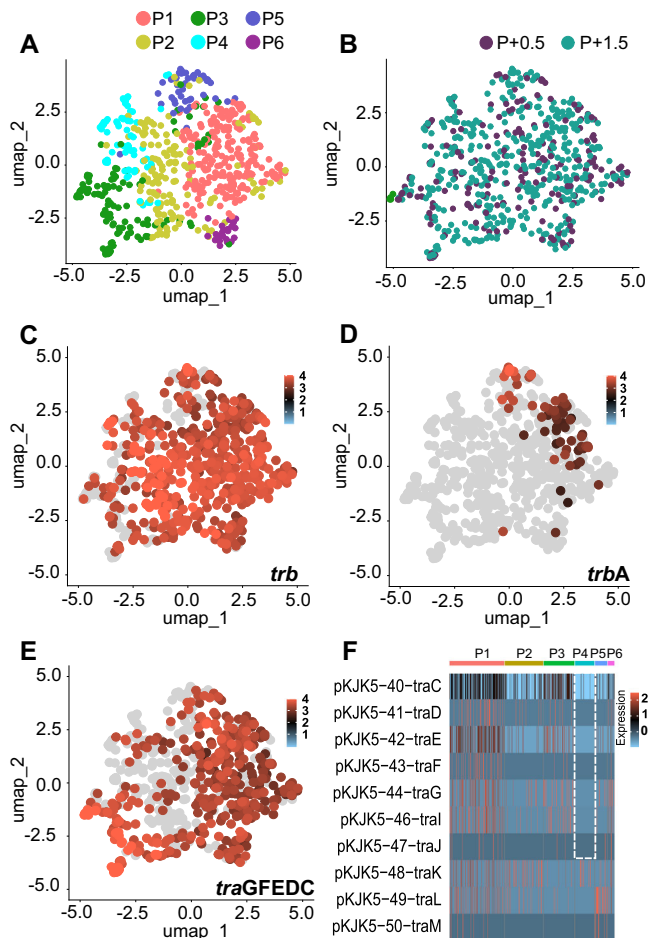 A
P1 P3 P5
P2 P4 P6
umap_2
2.5
0.0
-2.5
-5.0 -2.5 0.0 2.5 5.0
umap_1
B
P+0.5 P+1.5
umap_2
2.5
0.0
-2.5
-5.0 -2.5 0.0 2.5 5.0
umap_1
C
umap_2
5.0
2.5
0.0
-2.5
-5.0
4
3
2
1
trb
-5.0 -2.5 0.0 2.5 5.0
umap_1
D
umap_2
5.0
2.5
0.0
-2.5
-5.0
4
3
2
1
trbA
-5.0 -2.5 0.0 2.5 5.0
umap_1
E
umap_2
5.0
2.5
0.0
-2.5
-5.0
4
3
2
1
traGFEDC
-5.0 -2.5 0.0 2.5 5.0
umap_1
F
P1 P2 P3 P4 P5 P6
pKJK5-40-traC
pKJK5-41-traD
pKJK5-42-traE
pKJK5-43-traF
pKJK5-44-traG
pKJK5-46-traI
pKJK5-47-traJ
pKJK5-48-traK
pKJK5-49-traL
pKJK5-50-traM
Expression
2
1
0